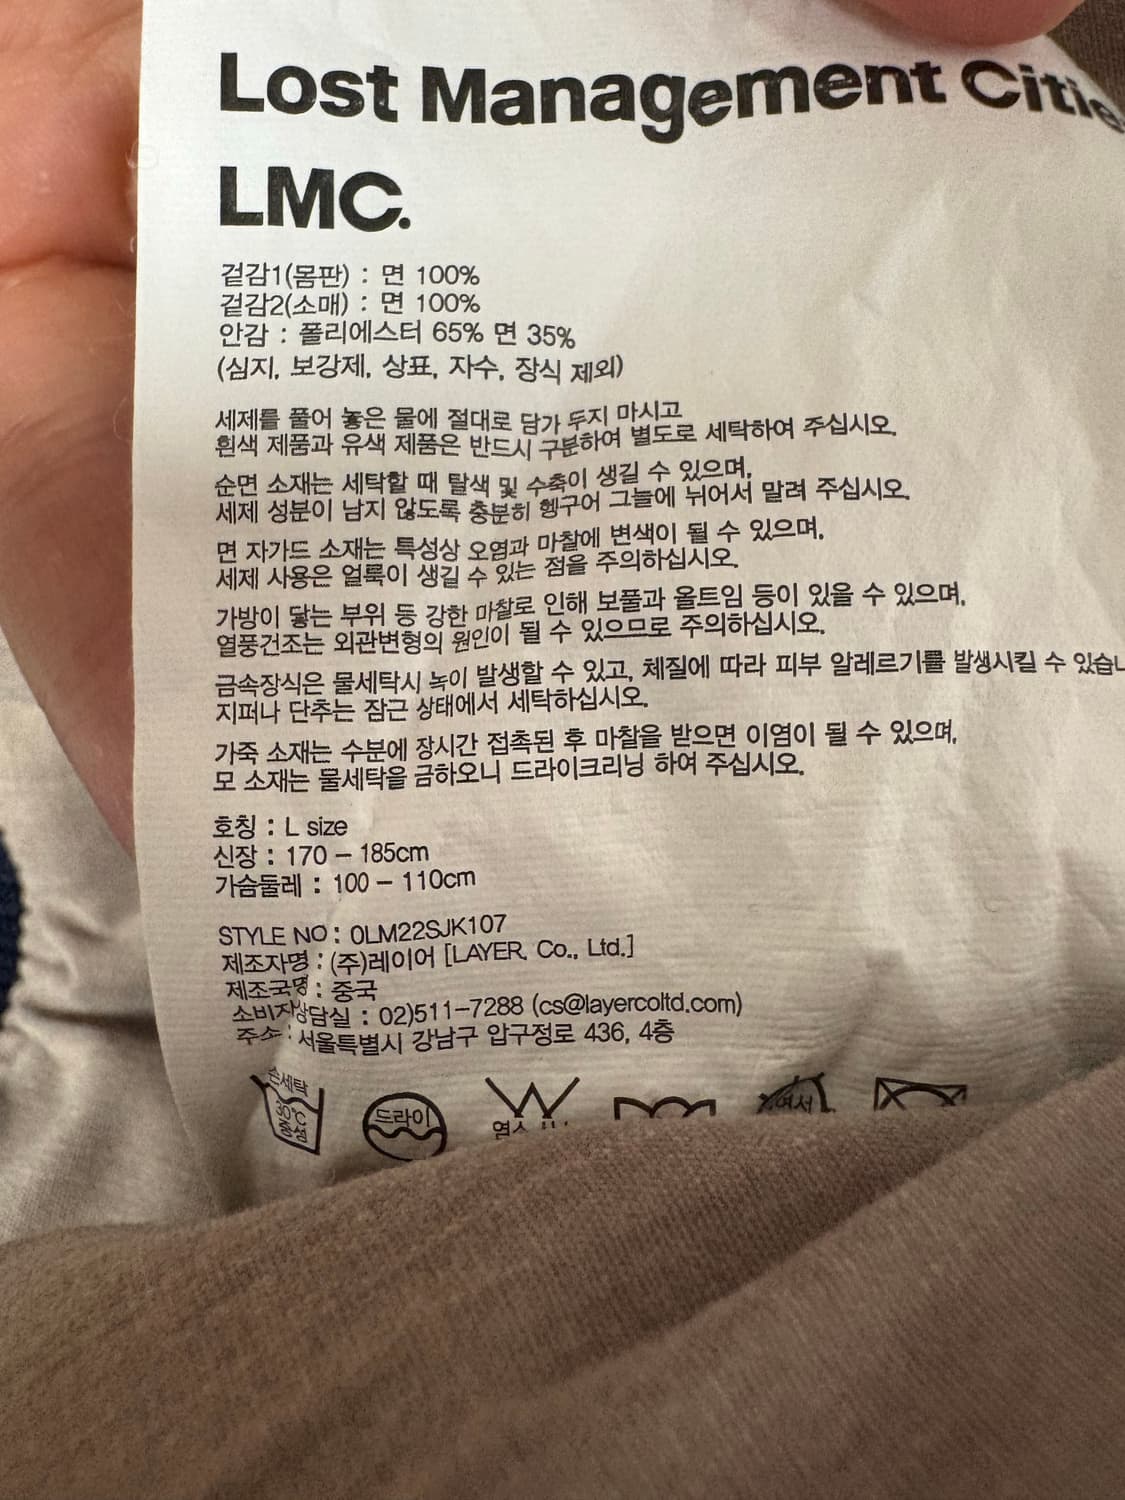 Lost Management Citie
LMC.
겉감1(몸판) : 면 100%
겉감2(소매) : 면 100%
안감 : 폴리에스터 65% 면 35%
(심지, 보강제, 상표, 자수, 장식 제외)
세제를 풀어 놓은 물에 절대로 담가 두지 마시고
흰색 제품과 유색 제품은 반드시 구분하여 별도로 세탁하여 주십시오.
순면 소재는 세탁할 때 탈색 및 수축이 생길 수 있으며,
세제 성분이 남지 않도록 충분히 헹구어 그늘에 뉘어서 말려 주십시오.
면 자가드 소재는 특성상 오염과 마찰에 변색이 될 수 있으며,
세제 사용은 얼룩이 생길 수 있는 점을 주의하십시오.
가방이 닿는 부위 등 강한 마찰로 인해 보풀과 올트임 등이 있을 수 있으며,
열풍건조는 외관변형의 원인이 될 수 있으므로 주의하십시오.
금속장식은 물세탁시 녹이 발생할 수 있고, 체질에 따라 피부 알레르기를 발생시킬 수 있습니
지퍼나 단추는 잠근 상태에서 세탁하십시오.
가죽 소재는 수분에 장시간 접촉된 후 마찰을 받으면 이염이 될 수 있으며,
모 소재는 물세탁을 금하오니 드라이크리닝 하여 주십시오.
호칭 : L size
신장 : 170 – 185cm
가슴둘레 : 100 – 110cm
STYLE NO : 0LM22SJK107
제조자명 : (주)레이어 [LAYER. Co., Ltd.]
제조국명 : 중국
소비자상담실 : 02)511-7288 (cs@layercoltd.com)
주소 : 서울특별시 강남구 압구정로 436, 4층
손세탁
30℃
중성
드라이
염소